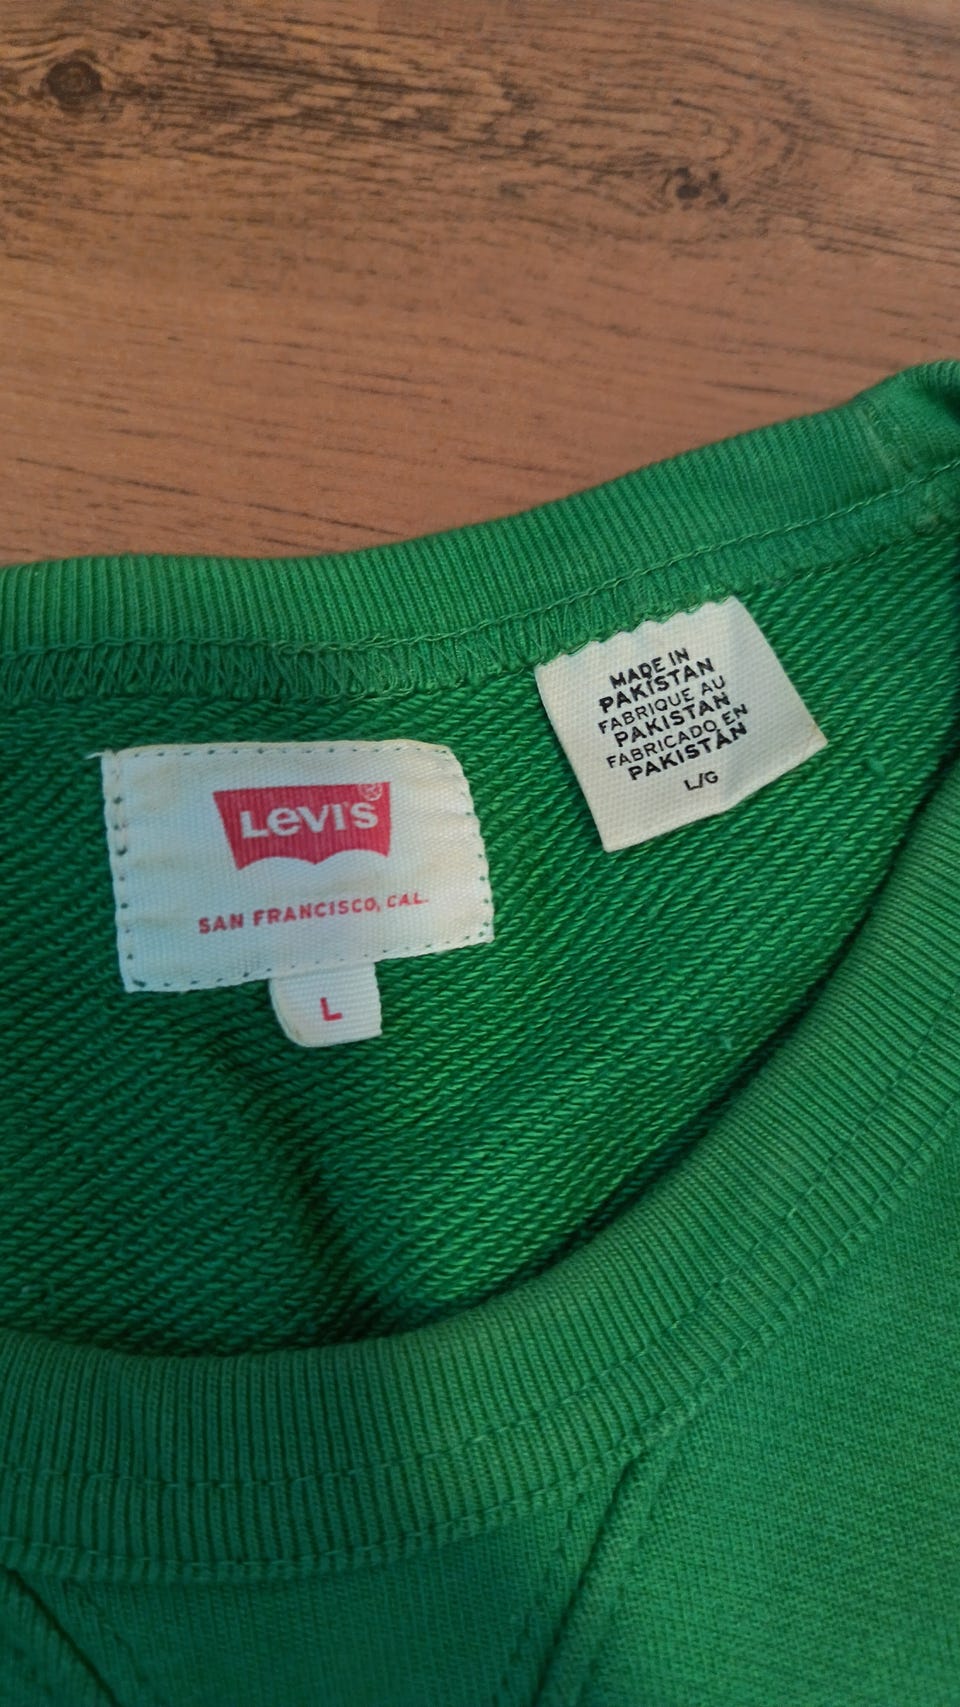 LEVI'S®
SAN FRANCISCO, CAL.
L
MADE IN
PAKISTAN
FABRIQUE AU
PAKISTAN
FABRICADO EN
PAKISTÁN
L/G